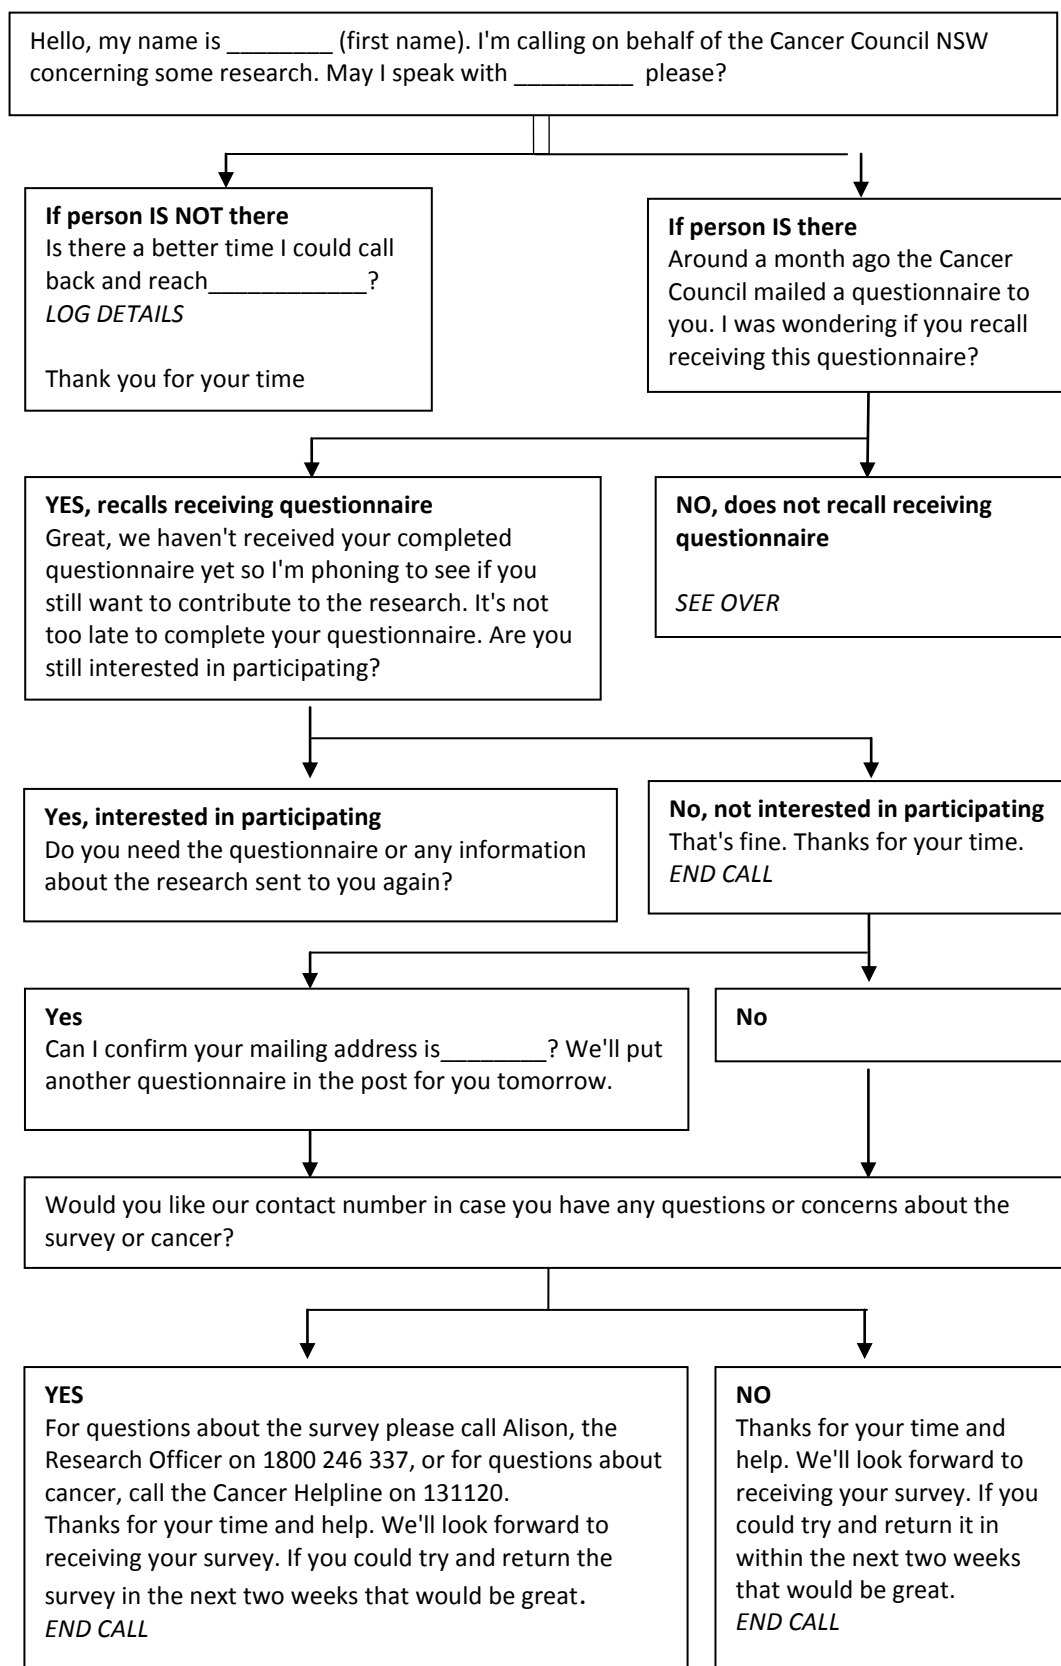 Hello, my name is ________ (first name). I'm calling on behalf of the Cancer Council NSW
concerning some research. May I speak with _________ please?
If person IS NOT there
Is there a better time I could call
back and reach____________?
LOG DETAILS
Thank you for your time
If person IS there
Around a month ago the Cancer
Council mailed a questionnaire to
you. I was wondering if you recall
receiving this questionnaire?
YES, recalls receiving questionnaire
Great, we haven't received your completed
questionnaire yet so I'm phoning to see if you
still want to contribute to the research. It's not
too late to complete your questionnaire. Are you
still interested in participating?
NO, does not recall receiving
questionnaire
SEE OVER
Yes, interested in participating
Do you need the questionnaire or any information
about the research sent to you again?
No, not interested in participating
That's fine. Thanks for your time.
END CALL
Yes
Can I confirm your mailing address is________? We'll put
another questionnaire in the post for you tomorrow.
No
Would you like our contact number in case you have any questions or concerns about the
survey or cancer?
YES
For questions about the survey please call Alison, the
Research Officer on 1800 246 337, or for questions about
cancer, call the Cancer Helpline on 131120.
Thanks for your time and help. We'll look forward to
receiving your survey. If you could try and return the
survey in the next two weeks that would be great.
END CALL
NO
Thanks for your time and
help. We'll look forward to
receiving your survey. If you
could try and return it in
within the next two weeks
that would be great.
END CALL